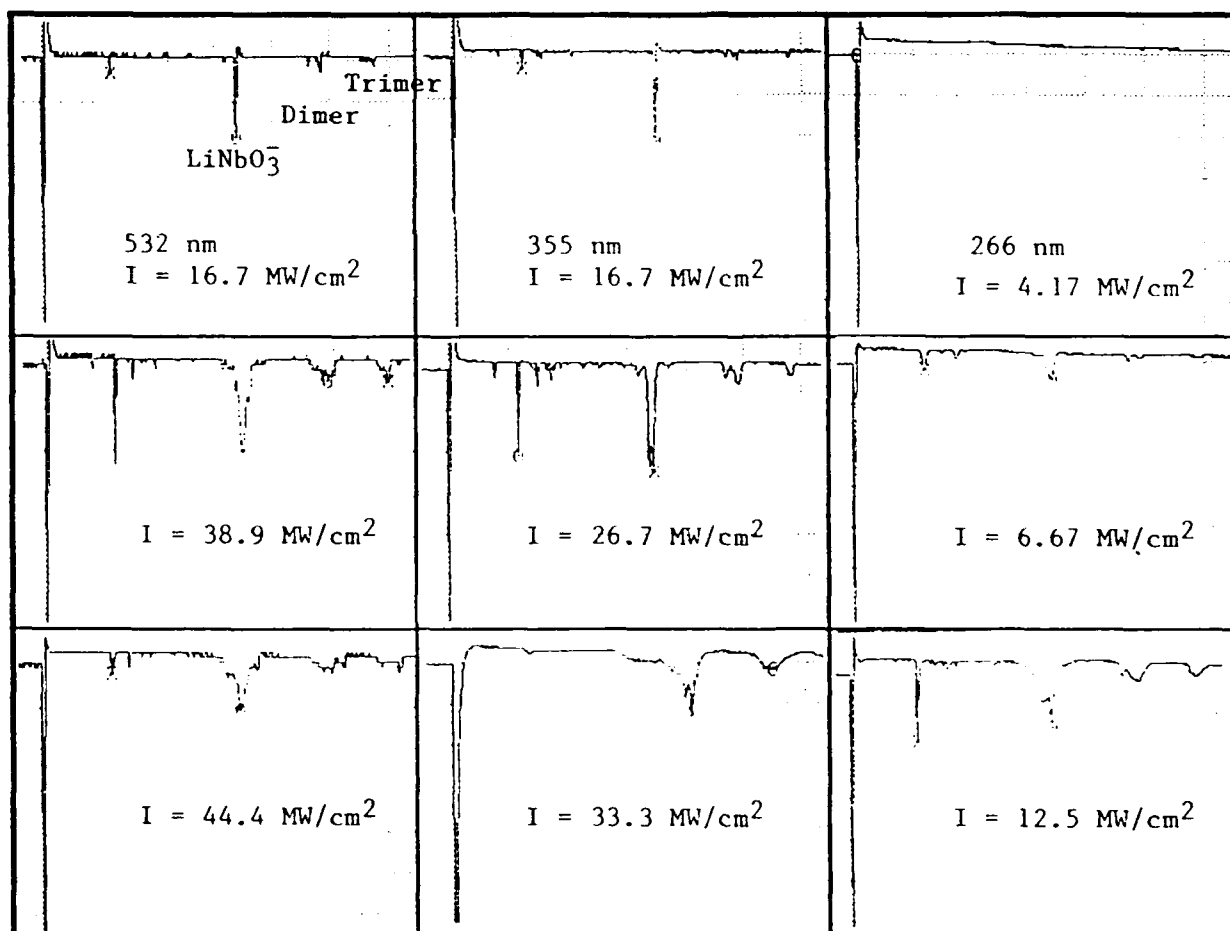 Trimer
Dimer
LiNbO₃⁻
532 nm
I = 16.7 MW/cm²
355 nm
I = 16.7 MW/cm²
266 nm
I = 4.17 MW/cm²
I = 38.9 MW/cm²
I = 26.7 MW/cm²
I = 6.67 MW/cm²
I = 44.4 MW/cm²
I = 33.3 MW/cm²
I = 12.5 MW/cm²